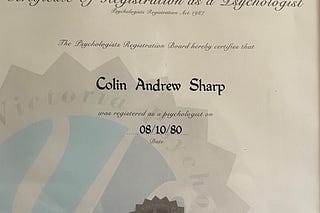 Certificate of Registration as a Psychologist
Psychologists Registration Act 1987
The Psychologists Registration Board hereby certifies that
Colin Andrew Sharp
was registered as a psychologist on
08/10/80
Date
Victoria